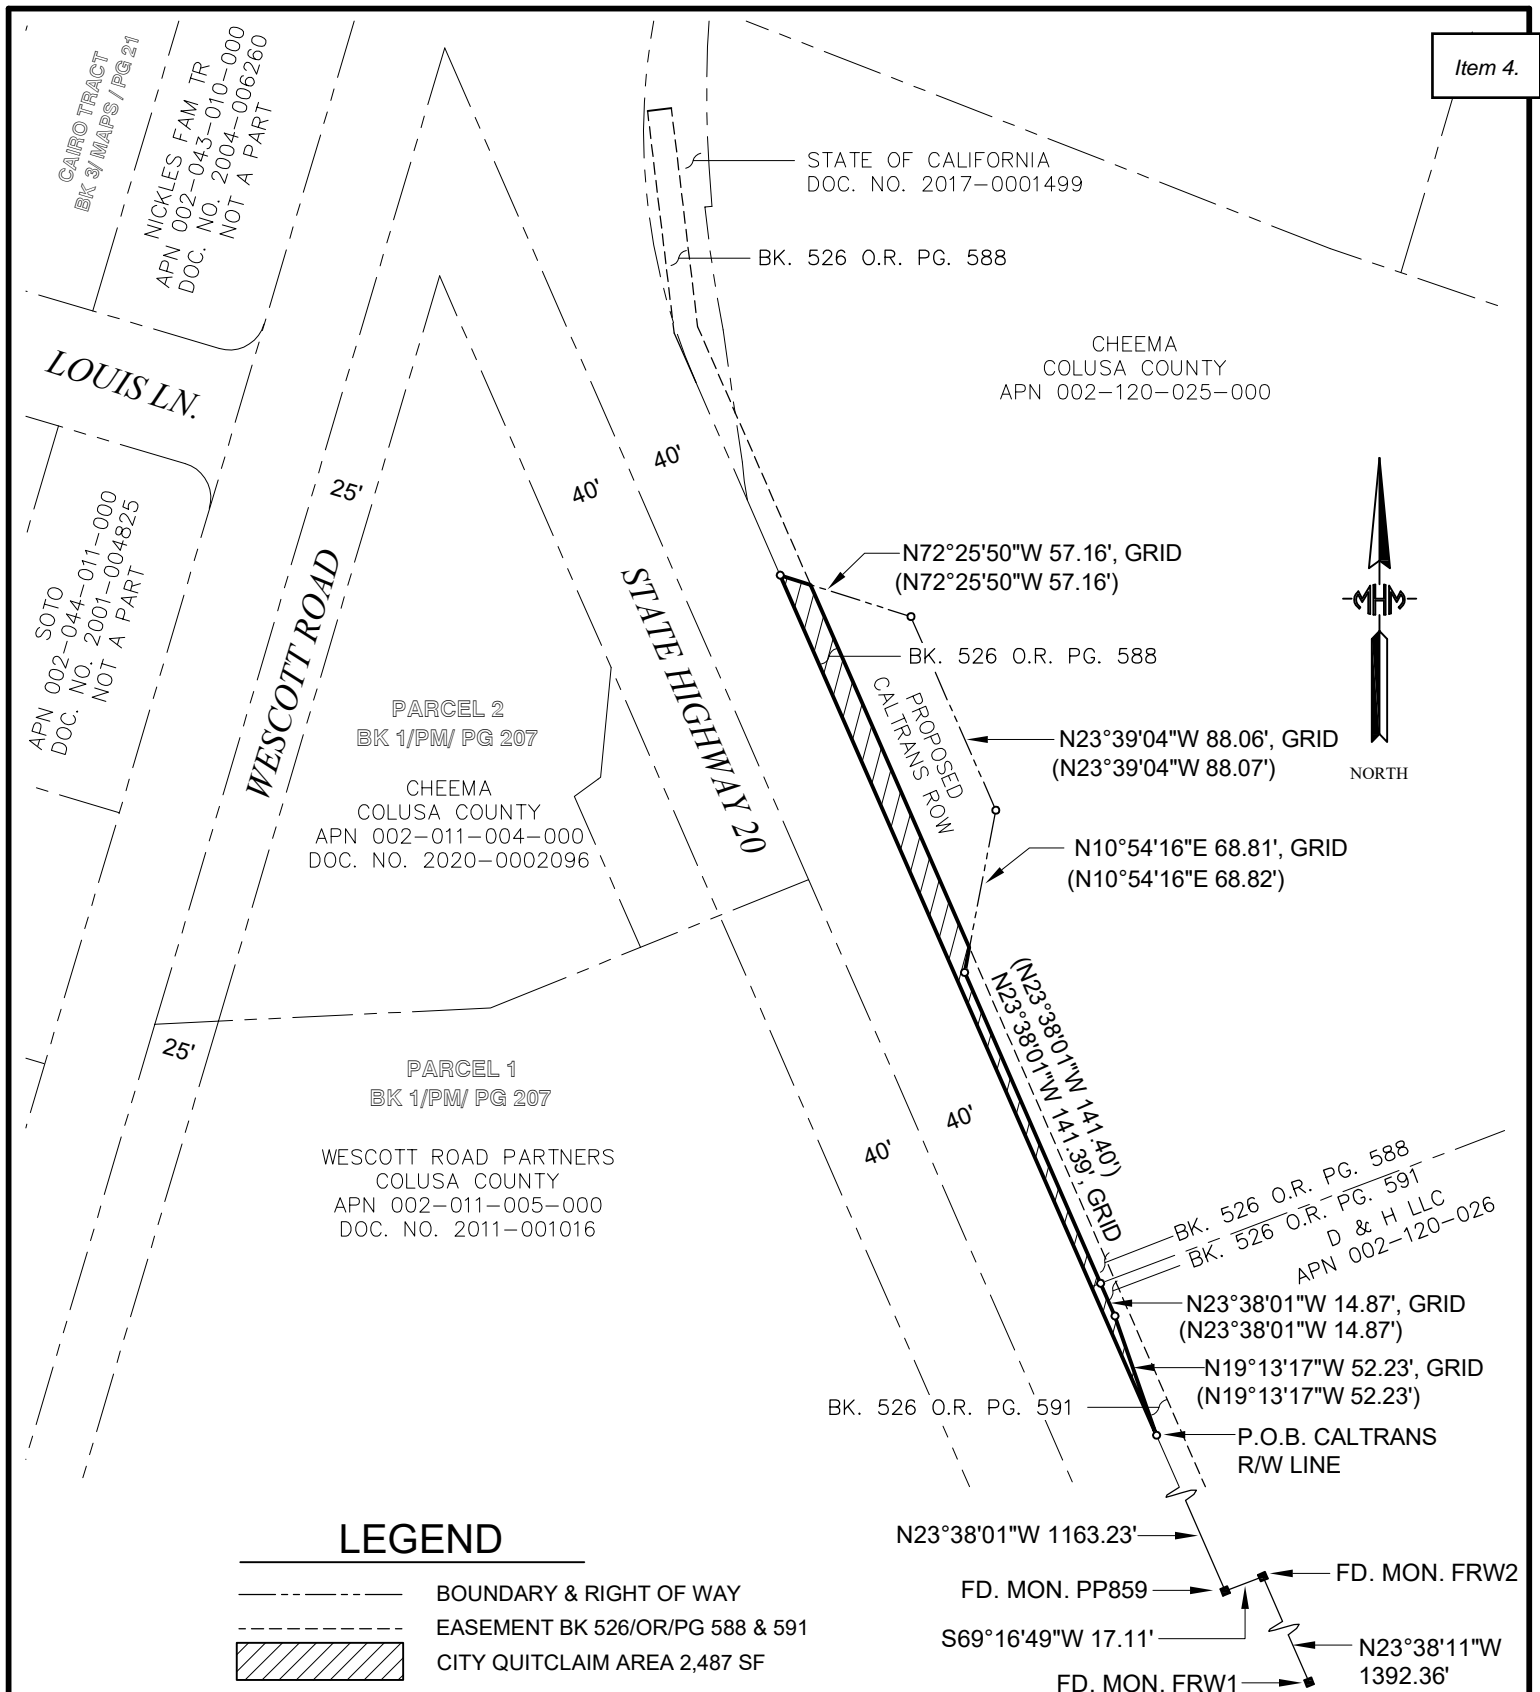 Item 4.
CAIRO TRACT
BK 3/ MAPS / PG 21
NICKLES FAM TR
APN 002-043-010-000
DOC. NO. 2004-006260
NOT A PART
STATE OF CALIFORNIA
DOC. NO. 2017-0001499
BK. 526 O.R. PG. 588
CHEEMA
COLUSA COUNTY
APN 002-120-025-000
LOUIS LN.
25'
40'
40'
SOTO
APN 002-044-011-000
DOC. NO. 2001-004825
NOT A PART
WESCOTT ROAD
STATE HIGHWAY 20
N72°25'50"W 57.16', GRID
(N72°25'50"W 57.16')
BK. 526 O.R. PG. 588
PROPOSED
CALTRANS ROW
MHM
NORTH
N23°39'04"W 88.06', GRID
(N23°39'04"W 88.07')
PARCEL 2
BK 1/PM/ PG 207
CHEEMA
COLUSA COUNTY
APN 002-011-004-000
DOC. NO. 2020-0002096
N10°54'16"E 68.81', GRID
(N10°54'16"E 68.82')
(N23°38'01"W 141.40')
N23°38'01"W 141.39', GRID
25'
PARCEL 1
BK 1/PM/ PG 207
WESCOTT ROAD PARTNERS
COLUSA COUNTY
APN 002-011-005-000
DOC. NO. 2011-001016
40'
40'
BK. 526 O.R. PG. 588
BK. 526 O.R. PG. 591
D & H LLC
APN 002-120-026
N23°38'01"W 14.87', GRID
(N23°38'01"W 14.87')
N19°13'17"W 52.23', GRID
(N19°13'17"W 52.23')
BK. 526 O.R. PG. 591
P.O.B. CALTRANS
R/W LINE
N23°38'01"W 1163.23'
FD. MON. PP859
FD. MON. FRW2
S69°16'49"W 17.11'
N23°38'11"W
1392.36'
FD. MON. FRW1
LEGEND
BOUNDARY & RIGHT OF WAY
EASEMENT BK 526/OR/PG 588 & 591
CITY QUITCLAIM AREA 2,487 SF